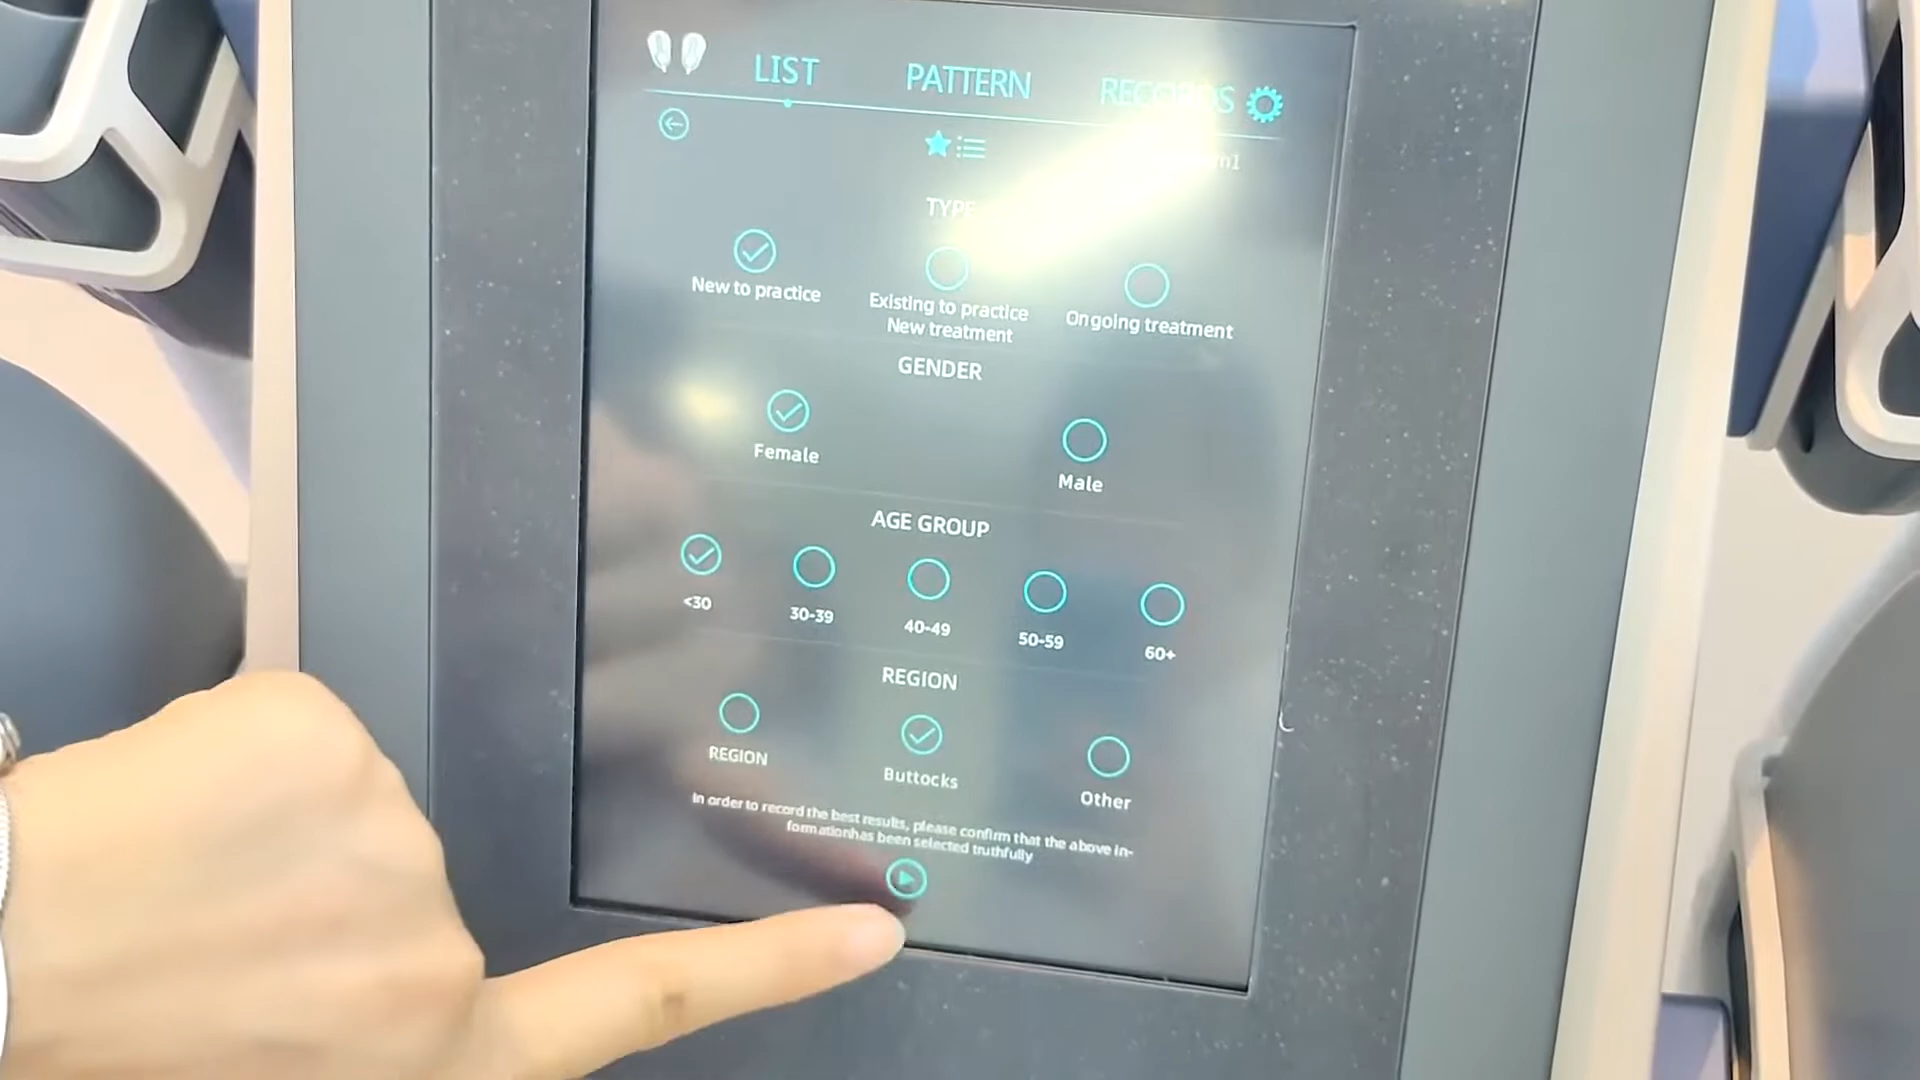 LIST PATTERN RECORDS
TYPE
New to practice
Existing to practice
New treatment
Ongoing treatment
GENDER
Female Male
AGE GROUP
<30 30-39 40-49 50-59 60+
REGION
REGION Buttocks Other
In order to record the best results, please confirm that the above in-
formationhas been selected truthfully